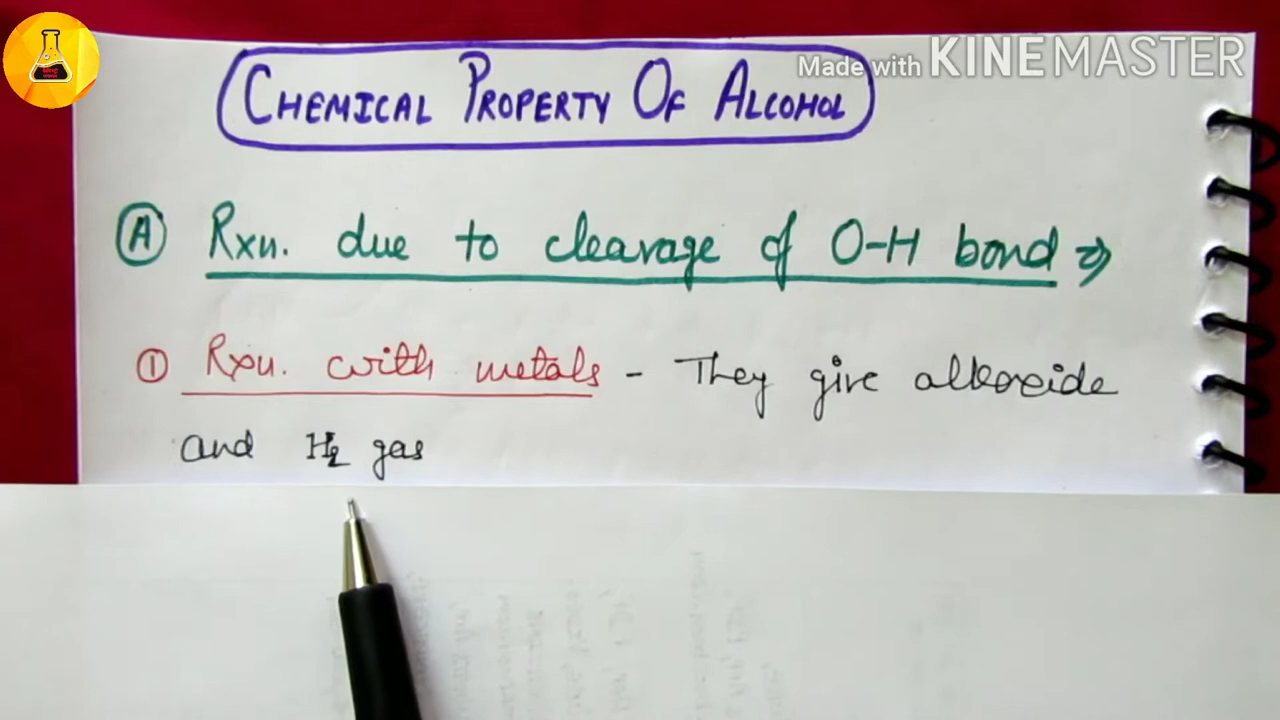 Made with KINEMASTER
CHEMICAL PROPERTY OF ALCOHOL
A Rxn. due to cleavage of O-H bond ⇒
① Rxn. with metals - They give alkoxide
and H2 gas